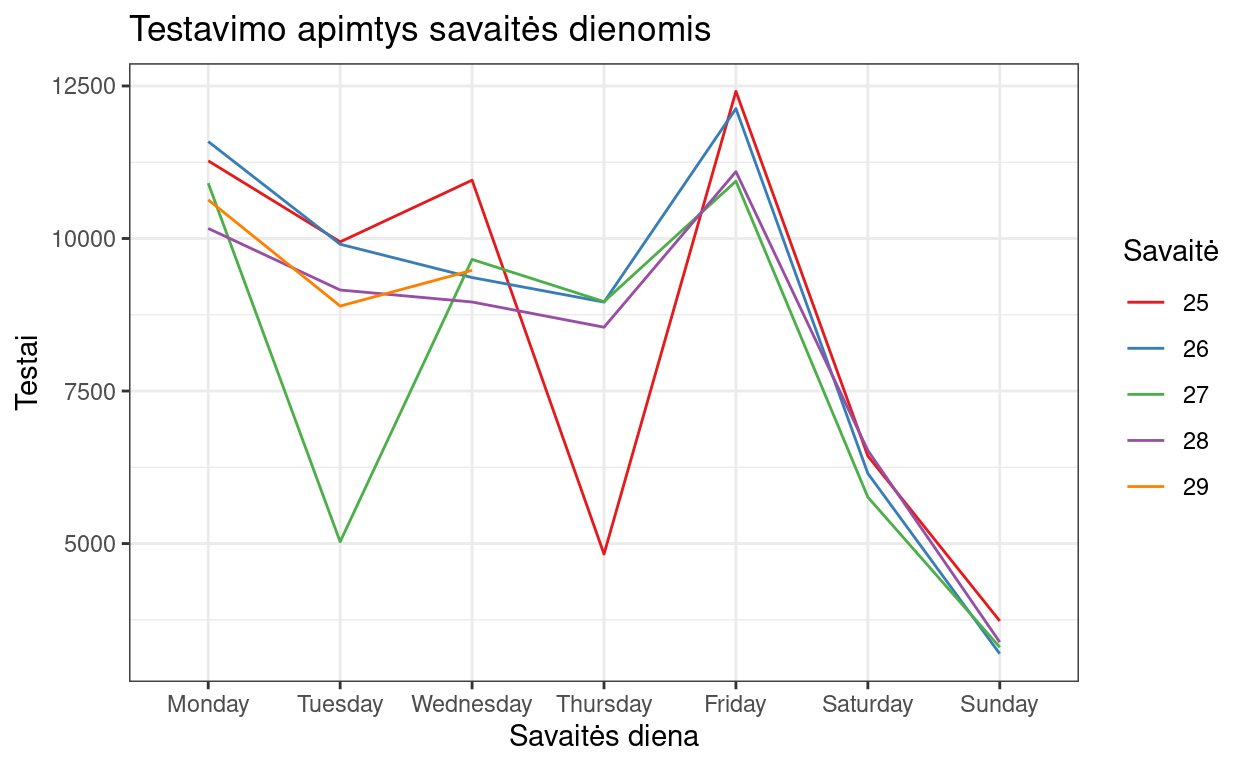 Testavimo apimtys savaitės dienomis
12500
10000
7500
5000
Testai
Monday Tuesday Wednesday Thursday Friday Saturday Sunday
Savaitės diena
Savaitė
25
26
27
28
29